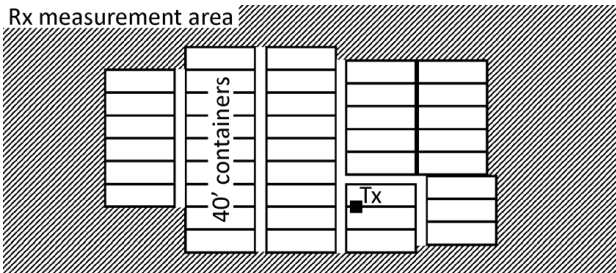 Rx measurement area
40’ containers
Tx